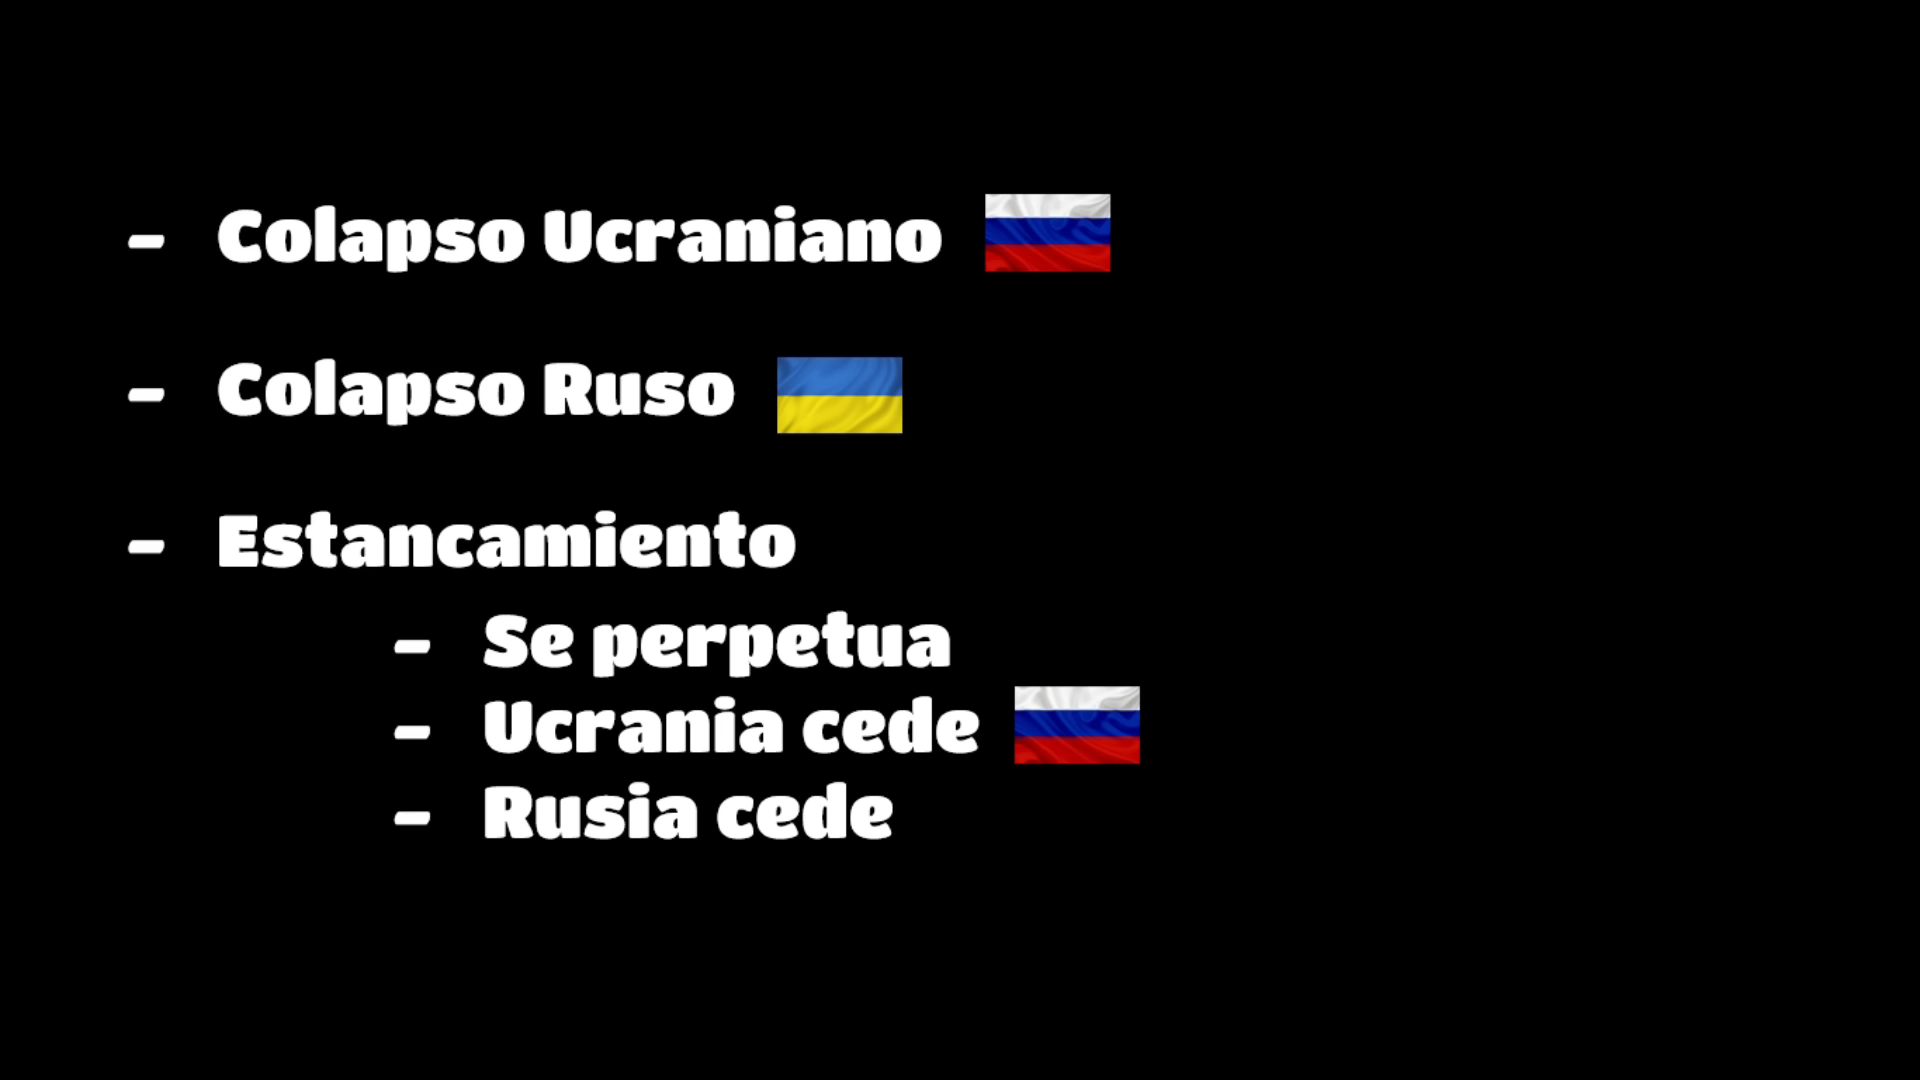 - Colapso Ucraniano
- Colapso Ruso
- Estancamiento
- Se perpetua
- Ucrania cede
- Rusia cede